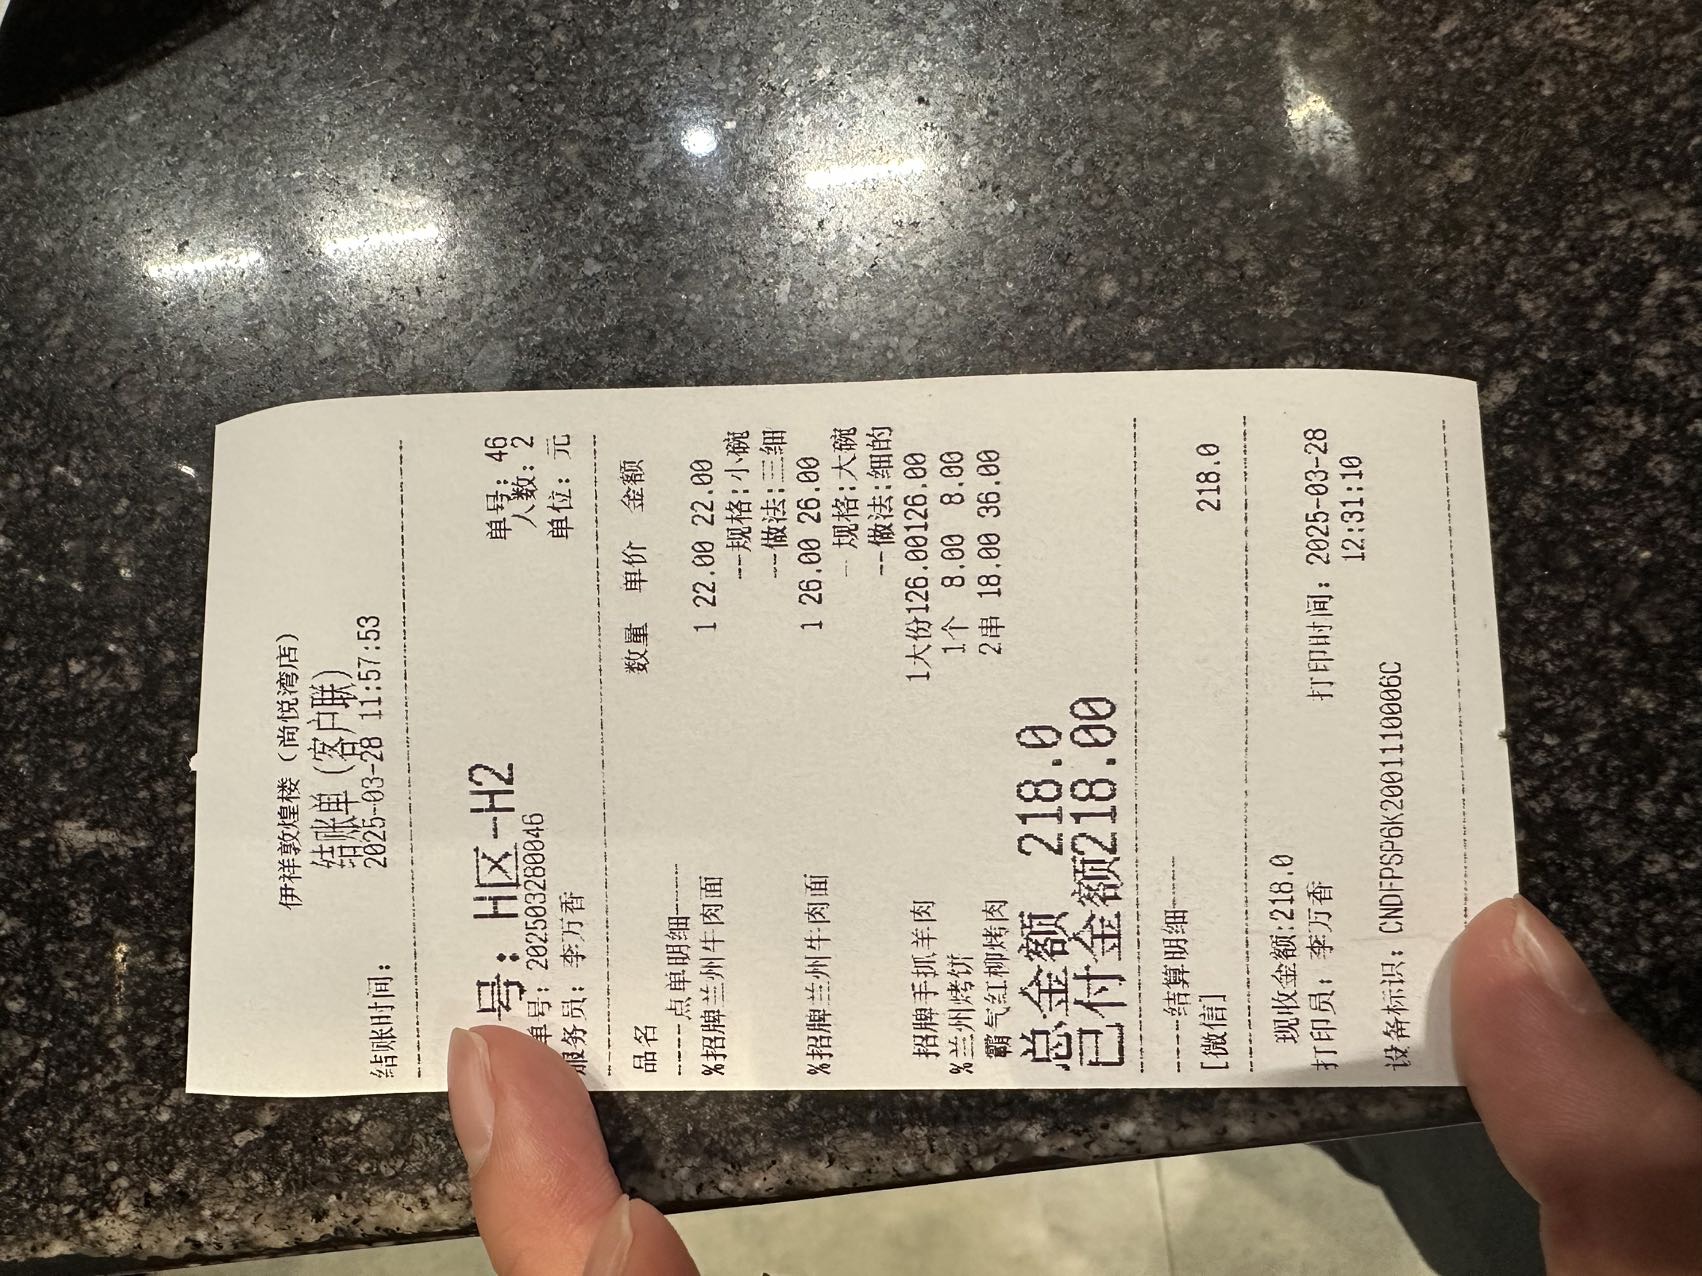 伊祥敦煌楼（尚悦湾店）
结账单（客户联）
结账时间： 2025-03-28 11:57:53
号：H区-H2 单号：46
单号：202503280046 人数：2
服务员：李万香 单位：元
品名 数量 单价 金额
----点单明细----
%招牌兰州牛肉面 1 22.00 22.00
--规格:小碗
--做法:三细
%招牌兰州牛肉面 1 26.00 26.00
--规格:大碗
--做法:细的
招牌手抓羊肉 1大份126.00126.00
%兰州烤饼 1个 8.00 8.00
霸气红柳烤肉 2串 18.00 36.00
总金额 218.0
已付金额218.00
----结算明细----
[微信] 218.0
现收金额:218.0
打印员：李万香 打印时间：2025-03-28
12:31:10
设备标识：CNDFPSP6K2001110006C